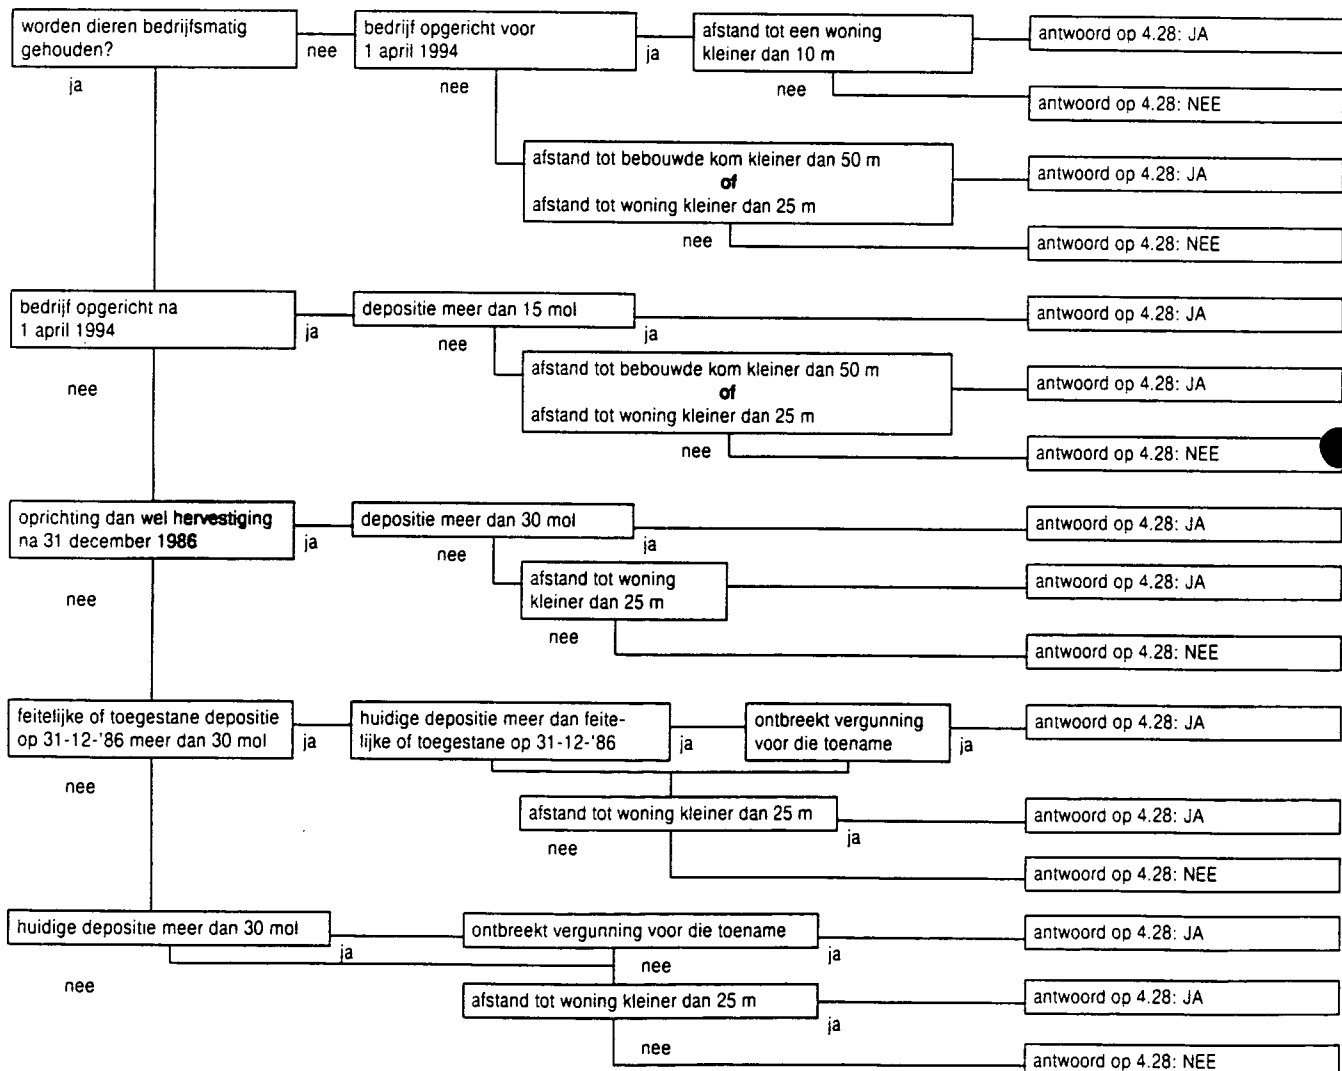 worden dieren bedrijfsmatig
gehouden?
nee
ja
bedrijf opgericht voor
1 april 1994
ja
nee
afstand tot een woning
kleiner dan 10 m
nee
antwoord op 4.28: JA
antwoord op 4.28: NEE
afstand tot bebouwde kom kleiner dan 50 m
of
afstand tot woning kleiner dan 25 m
nee
antwoord op 4.28: JA
antwoord op 4.28: NEE
bedrijf opgericht na
1 april 1994
ja
nee
depositie meer dan 15 mol
nee
ja
antwoord op 4.28: JA
afstand tot bebouwde kom kleiner dan 50 m
of
afstand tot woning kleiner dan 25 m
nee
antwoord op 4.28: JA
antwoord op 4.28: NEE
oprichting dan wel hervestiging
na 31 december 1986
ja
nee
depositie meer dan 30 mol
nee
ja
antwoord op 4.28: JA
afstand tot woning
kleiner dan 25 m
nee
antwoord op 4.28: JA
antwoord op 4.28: NEE
feitelijke of toegestane depositie
op 31-12-'86 meer dan 30 mol
ja
nee
huidige depositie meer dan feite-
lijke of toegestane op 31-12-'86
ja
ontbreekt vergunning
voor die toename
ja
antwoord op 4.28: JA
afstand tot woning kleiner dan 25 m
nee
ja
antwoord op 4.28: JA
antwoord op 4.28: NEE
huidige depositie meer dan 30 mol
ja
nee
ontbreekt vergunning voor die toename
nee
ja
antwoord op 4.28: JA
afstand tot woning kleiner dan 25 m
ja
nee
antwoord op 4.28: JA
antwoord op 4.28: NEE